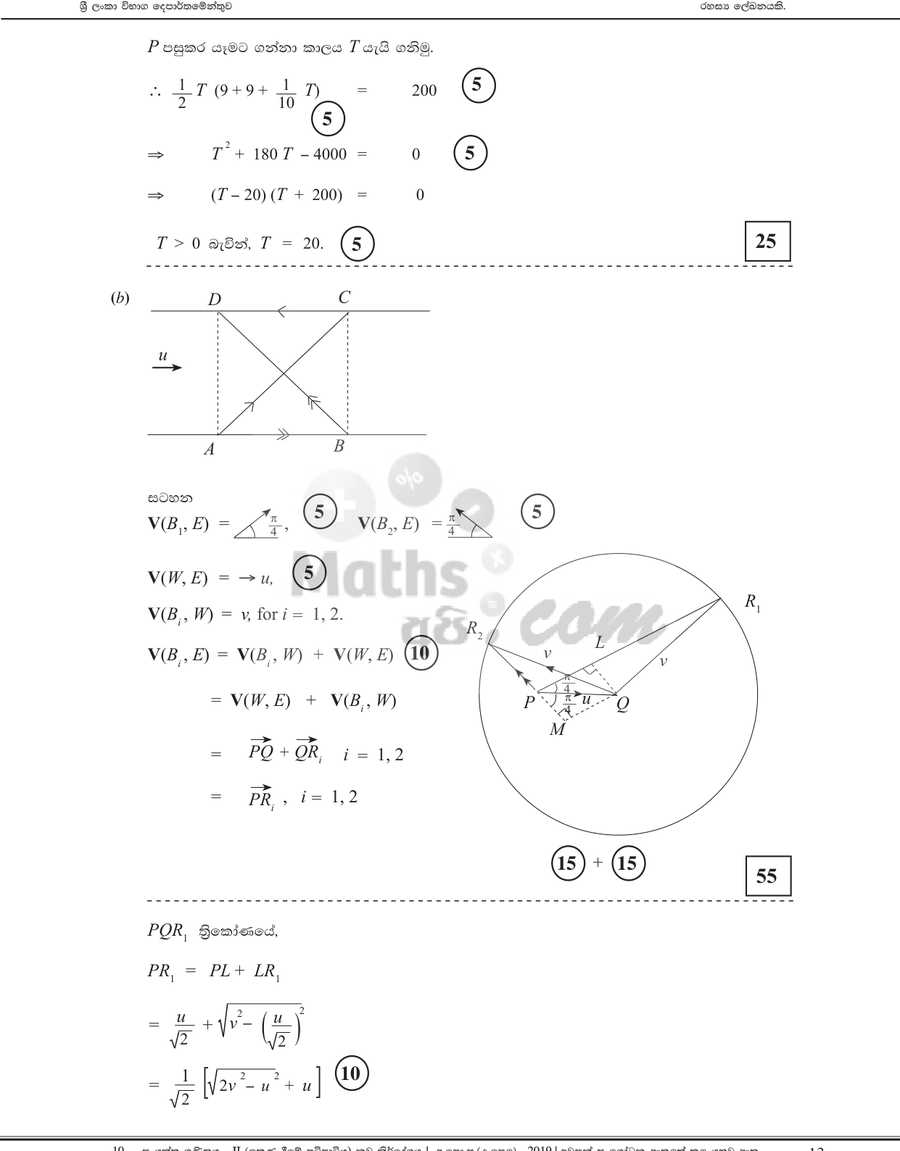 ශ්‍රී ලංකා විභාග දෙපාර්තමේන්තුව රහස්‍ය ලේඛනයකි.
P පසුකර යෑමට ගන්නා කාලය T යැයි ගනිමු.
∴ 1/2 T (9 + 9 + 1/10 T) = 200 5
5
⇒ T² + 180 T – 4000 = 0 5
⇒ (T – 20) (T + 200) = 0
T > 0 බැවින්, T = 20. 5 25
(b) D C
u
A B
සටහන
V(B₁, E) = π/4 , 5 V(B₂, E) = π/4 5
V(W, E) = → u, 5
Maths
.com
V(Bᵢ, W) = v, for i = 1, 2.
V(Bᵢ, E) = V(Bᵢ, W) + V(W, E) 10
= V(W, E) + V(Bᵢ, W)
= PQ + QRᵢ i = 1, 2
= PRᵢ , i = 1, 2
R₁
R₂ L
v v
π/4
P u Q
π/4
M
15 + 15 55
PQR₁ ත්‍රිකෝණයේ,
PR₁ = PL + LR₁
= u/√2 + √(v² – (u/√2)²)
= 1/√2 [√(2v² – u²) + u] 10